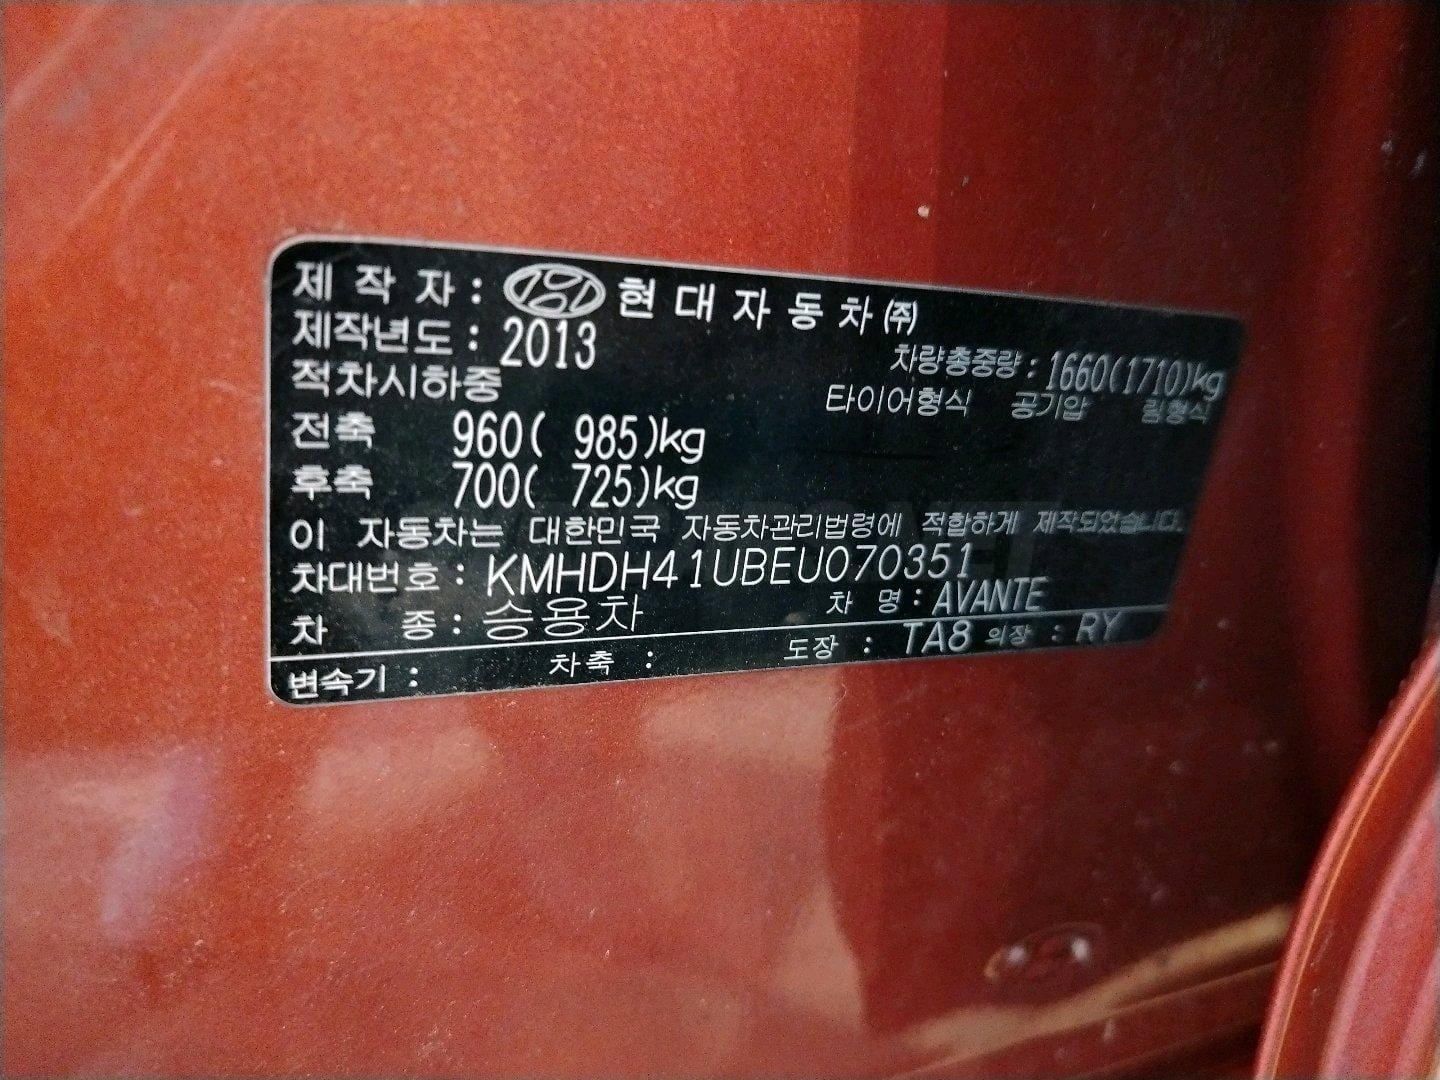 제 작 자 : 현 대 자 동 차 ㈜
제작년도 : 2013
차량총중량 : 1660(1710)kg
적차시하중
타이어형식 공기압 림형식
전축 960( 985)kg
후축 700( 725)kg
이 자동차는 대한민국 자동차관리법령에 적합하게 제작되었습니다.
차대번호 : KMHDH41UBEU070351
차 종 : 승용차 차 명 : AVANTE
변속기 : 차축 : 도장 : TA8 의장 : RY